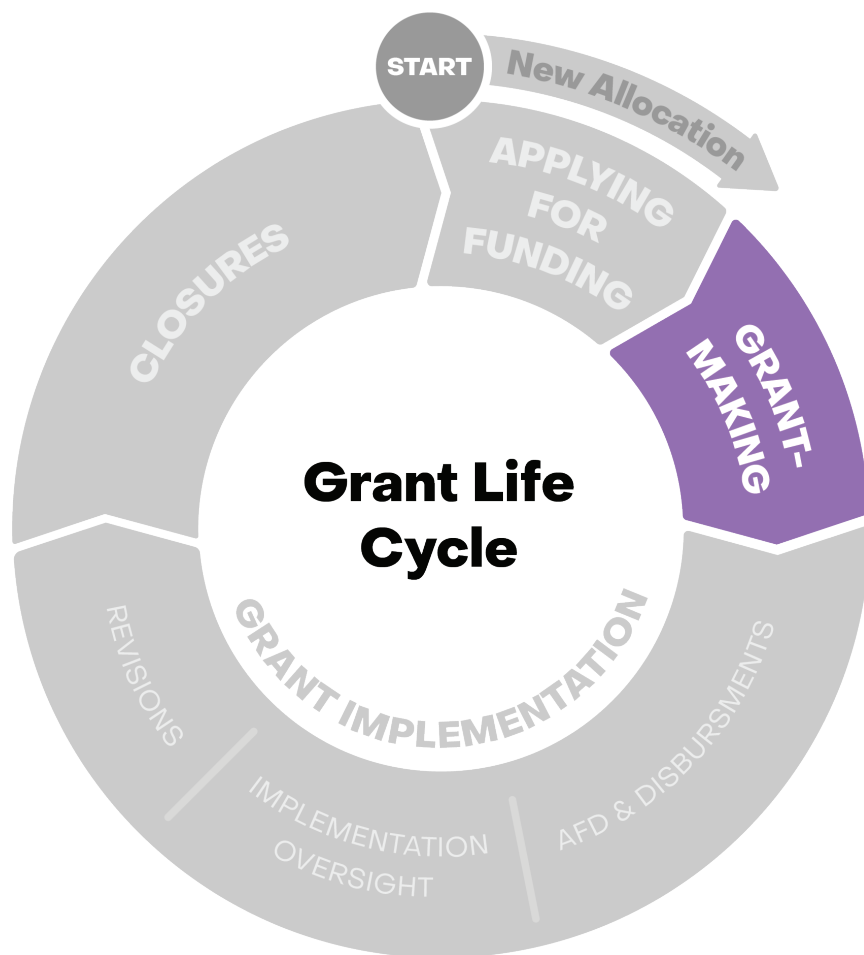 START
New Allocation
APPLYING
FOR
FUNDING
GRANT-
MAKING
CLOSURES
Grant Life
Cycle
GRANT IMPLEMENTATION
REVISIONS
IMPLEMENTATION
OVERSIGHT
AFD & DISBURSMENTS